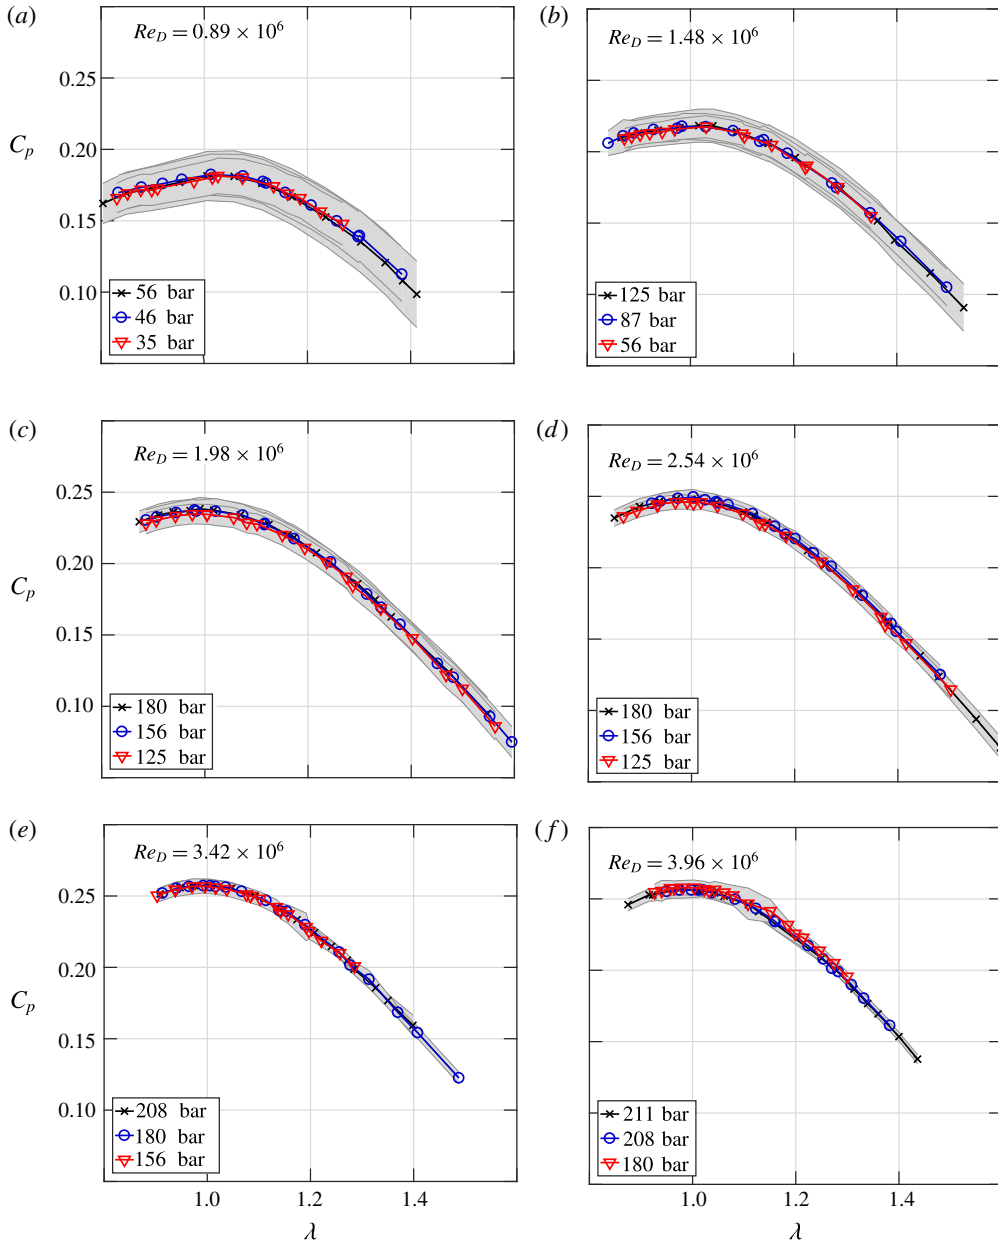 (a)
Re_D = 0.89 × 10^6
0.25
C_p
0.20
0.15
0.10
56 bar
46 bar
35 bar
(b)
Re_D = 1.48 × 10^6
125 bar
87 bar
56 bar
(c)
Re_D = 1.98 × 10^6
0.25
0.20
C_p
0.15
0.10
180 bar
156 bar
125 bar
(d)
Re_D = 2.54 × 10^6
180 bar
156 bar
125 bar
(e)
Re_D = 3.42 × 10^6
0.25
0.20
C_p
0.15
0.10
208 bar
180 bar
156 bar
1.0 1.2 1.4
λ
(f)
Re_D = 3.96 × 10^6
211 bar
208 bar
180 bar
1.0 1.2 1.4
λ